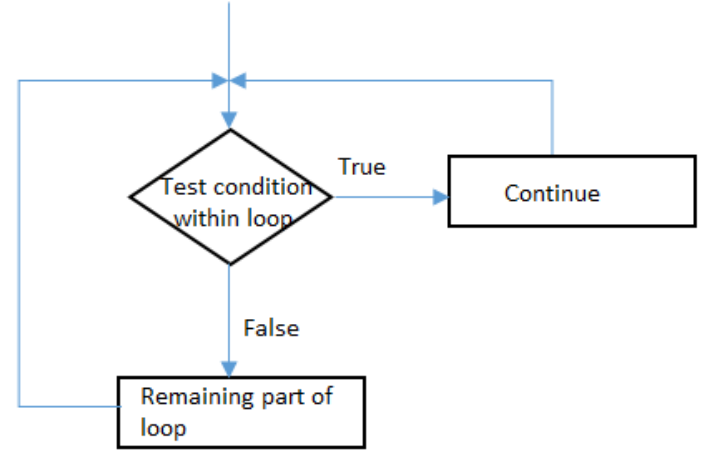 True
Test condition
within loop
Continue
False
Remaining part of
loop